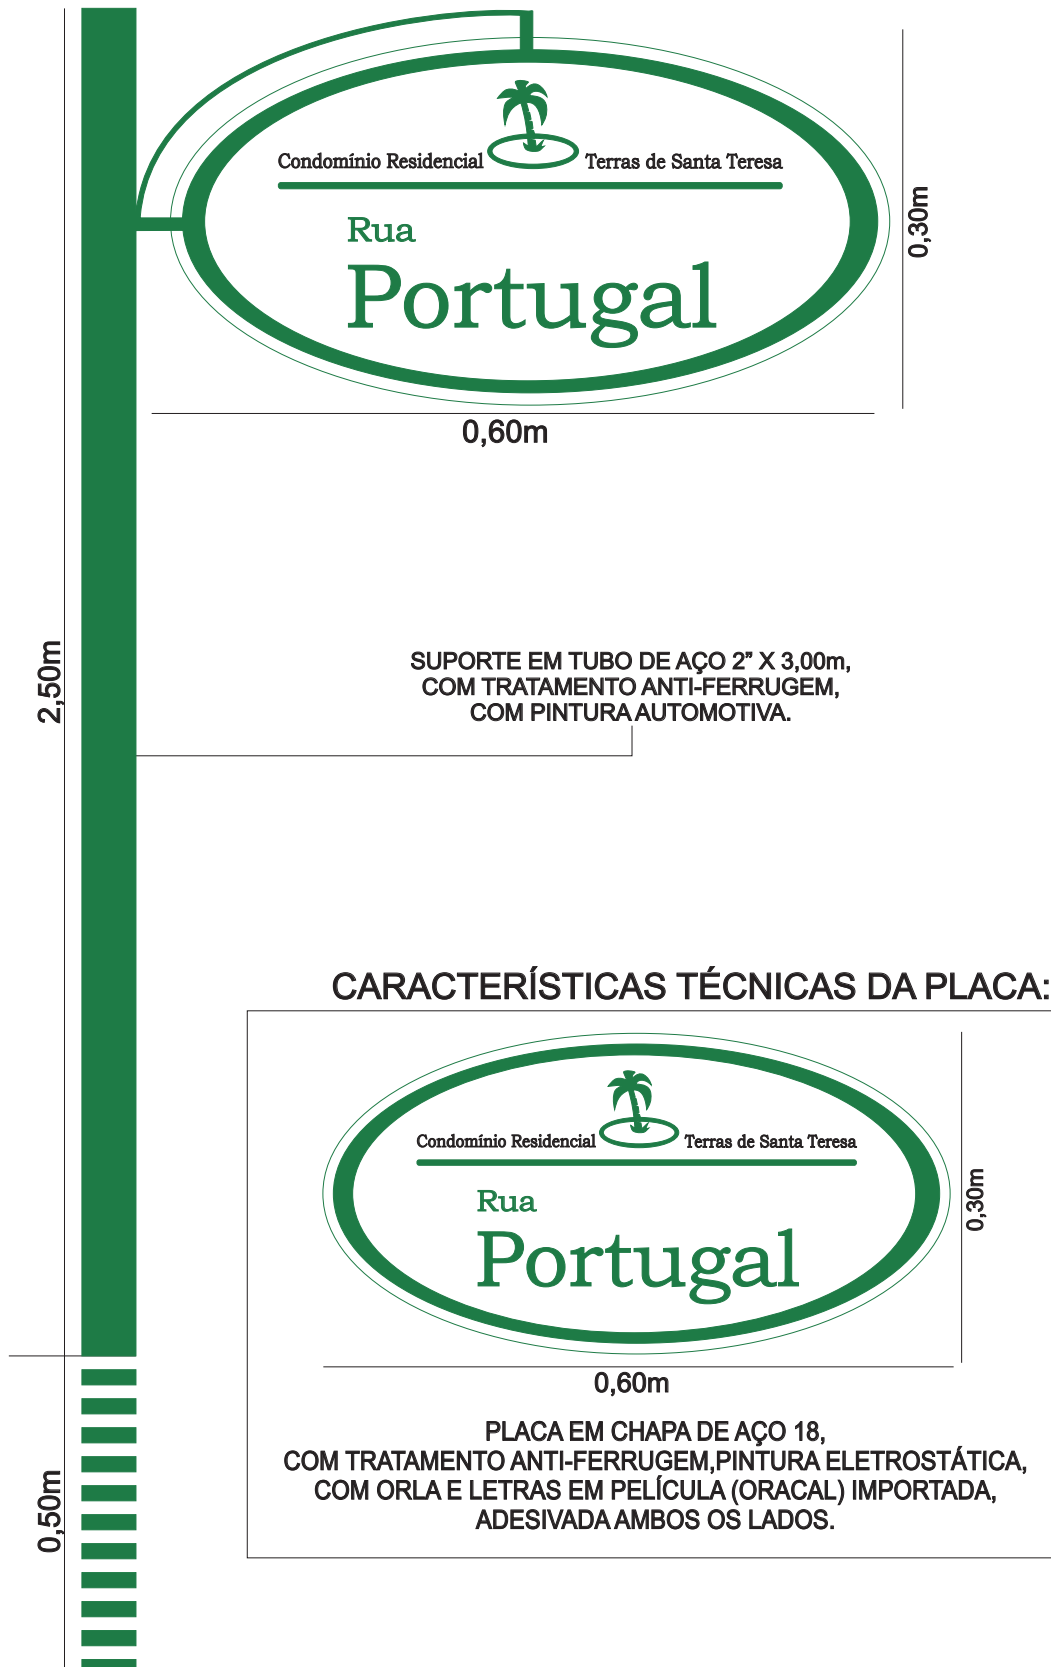 Condomínio Residencial Terras de Santa Teresa
Rua
Portugal
0,30m
0,60m
2,50m
SUPORTE EM TUBO DE AÇO 2” X 3,00m,
COM TRATAMENTO ANTI-FERRUGEM,
COM PINTURA AUTOMOTIVA.
CARACTERÍSTICAS TÉCNICAS DA PLACA:
Condomínio Residencial Terras de Santa Teresa
Rua
Portugal
0,30m
0,60m
PLACA EM CHAPA DE AÇO 18,
COM TRATAMENTO ANTI-FERRUGEM,PINTURA ELETROSTÁTICA,
COM ORLA E LETRAS EM PELÍCULA (ORACAL) IMPORTADA,
ADESIVADA AMBOS OS LADOS.
0,50m